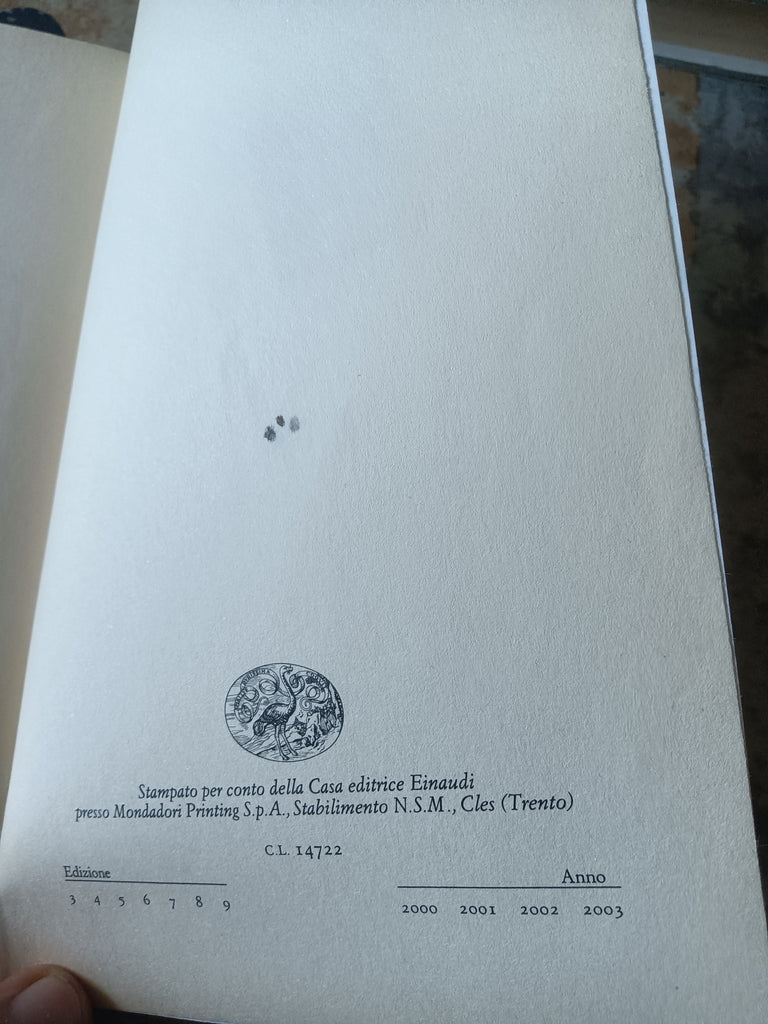 Stampato per conto della Casa editrice Einaudi
presso Mondadori Printing S.p.A., Stabilimento N.S.M., Cles (Trento)
C.L. 14722
Edizione
3 4 5 6 7 8 9
Anno
2000 2001 2002 2003